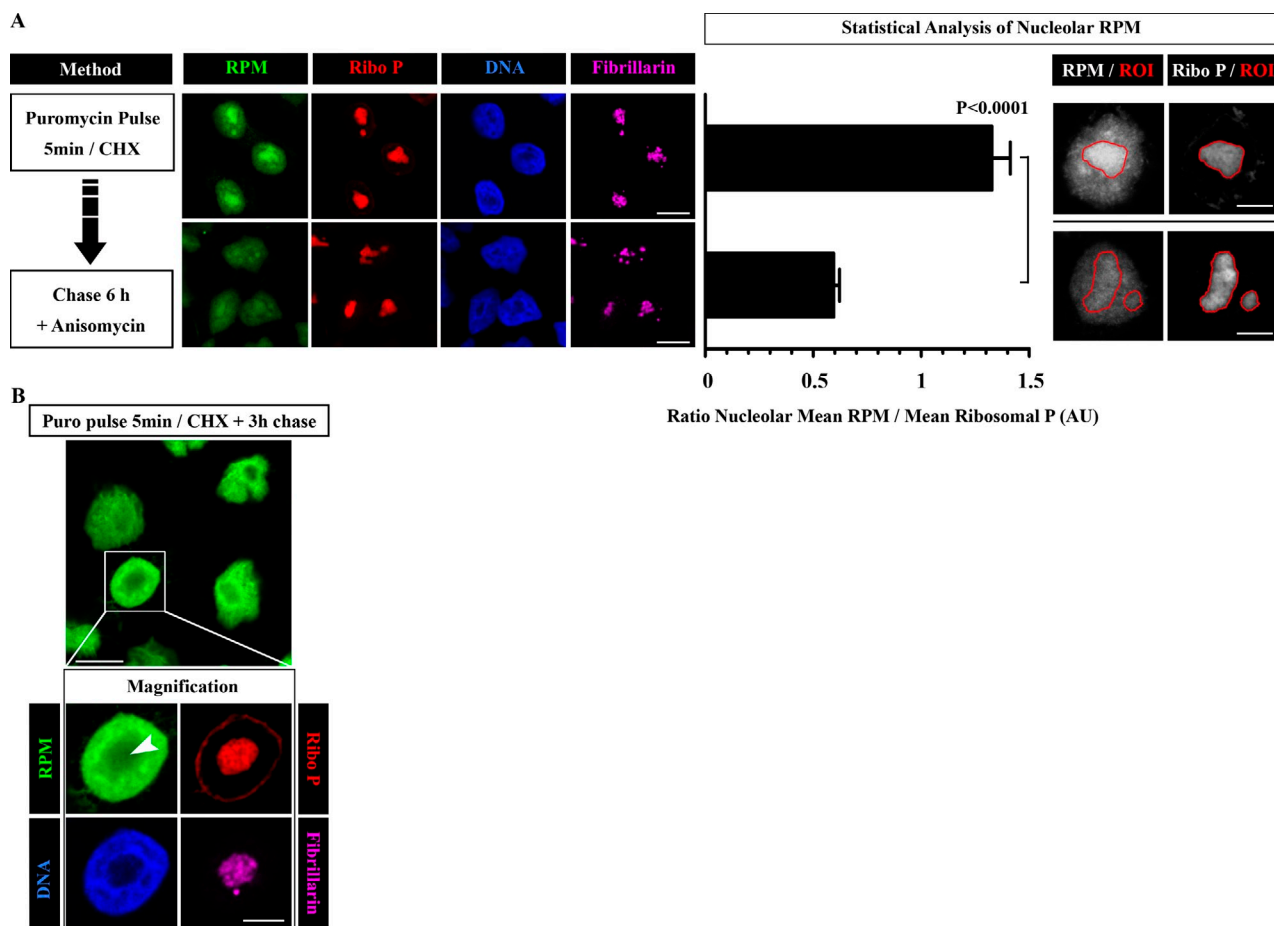 A
Statistical Analysis of Nucleolar RPM
Method
RPM
Ribo P
DNA
Fibrillarin
RPM / ROI
Ribo P / ROI
Puromycin Pulse
5min / CHX
P<0.0001
Chase 6 h
+ Anisomycin
0
0.5
1
1.5
Ratio Nucleolar Mean RPM / Mean Ribosomal P (AU)
B
Puro pulse 5min / CHX + 3h chase
Magnification
RPM
Ribo P
DNA
Fibrillarin